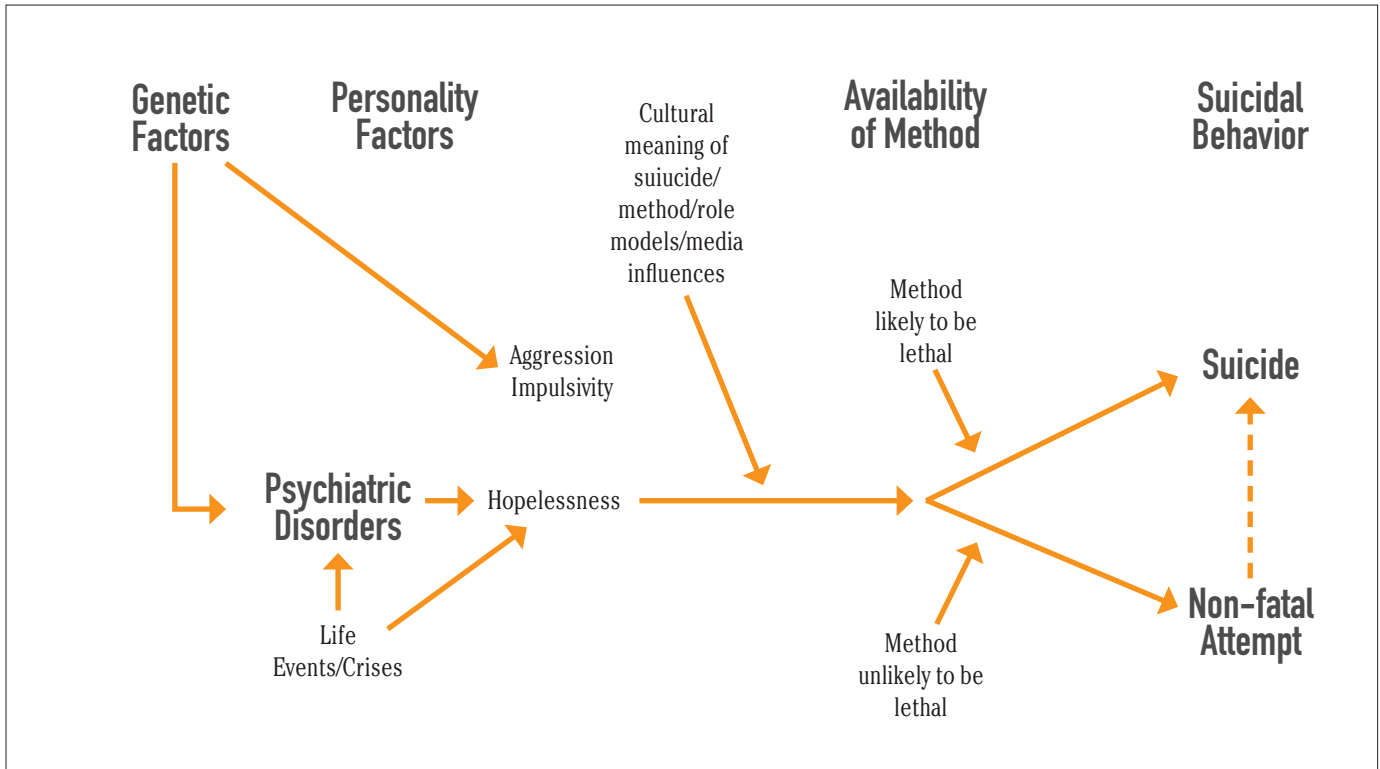 Genetic
Factors
Personality
Factors
Cultural
meaning of
suiucide/
method/role
models/media
influences
Availability
of Method
Suicidal
Behavior
Method
likely to be
lethal
Aggression
Impulsivity
Suicide
Psychiatric
Disorders
Hopelessness
Life
Events/Crises
Method
unlikely to be
lethal
Non-fatal
Attempt